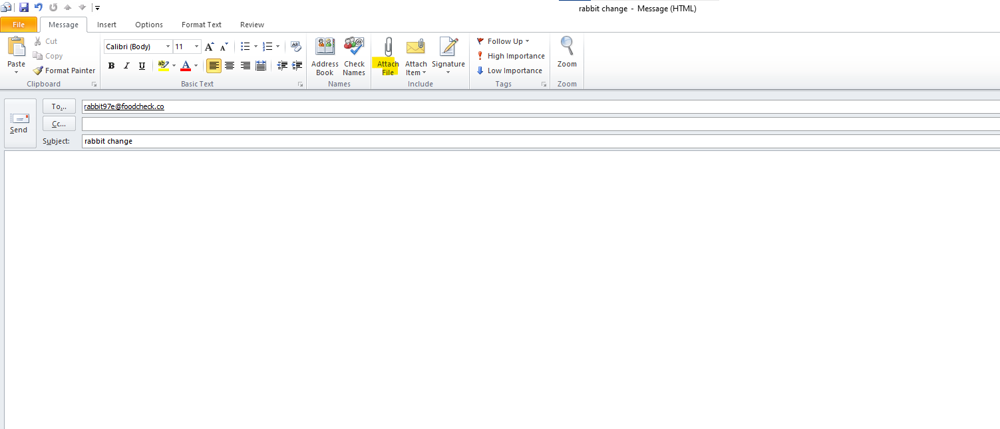 rabbit change - Message (HTML)
File Message Insert Options Format Text Review
Paste
Cut
Copy
Format Painter
Clipboard
Calibri (Body) 11
B I U
Basic Text
Address Book
Check Names
Names
Attach File
Attach Item
Signature
Include
Follow Up
High Importance
Low Importance
Tags
Zoom
Zoom
Send
To... rabbit97e@foodcheck.co
Cc...
Subject: rabbit change